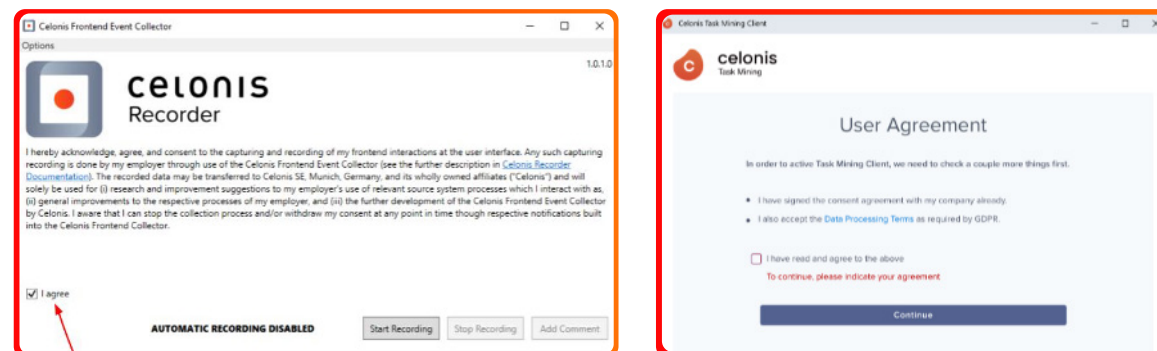 Celonis Frontend Event Collector
Options
1.0.1.0
celonis
Recorder
I hereby acknowledge, agree, and consent to the capturing and recording of my frontend interactions at the user interface. Any such capturing
recording is done by my employer through use of the Celonis Frontend Event Collector (see the further description in Celonis Recorder
Documentation). The recorded data may be transferred to Celonis SE, Munich, Germany, and its wholly owned affiliates ("Celonis") and will
solely be used for (i) research and improvement suggestions to my employer's use of relevant source system processes which I interact with as,
(ii) general improvements to the respective processes of my employer, and (iii) the further development of the Celonis Frontend Event Collector
by Celonis. I aware that I can stop the collection process and/or withdraw my consent at any point in time though respective notifications built
into the Celonis Frontend Collector.
I agree
AUTOMATIC RECORDING DISABLED
Start Recording
Stop Recording
Add Comment
Celonis Task Mining Client
celonis
Task Mining
User Agreement
In order to active Task Mining Client, we need to check a couple more things first.
I have signed the consent agreement with my company already.
I also accept the Data Processing Terms as required by GDPR.
I have read and agree to the above
To continue, please indicate your agreement
Continue